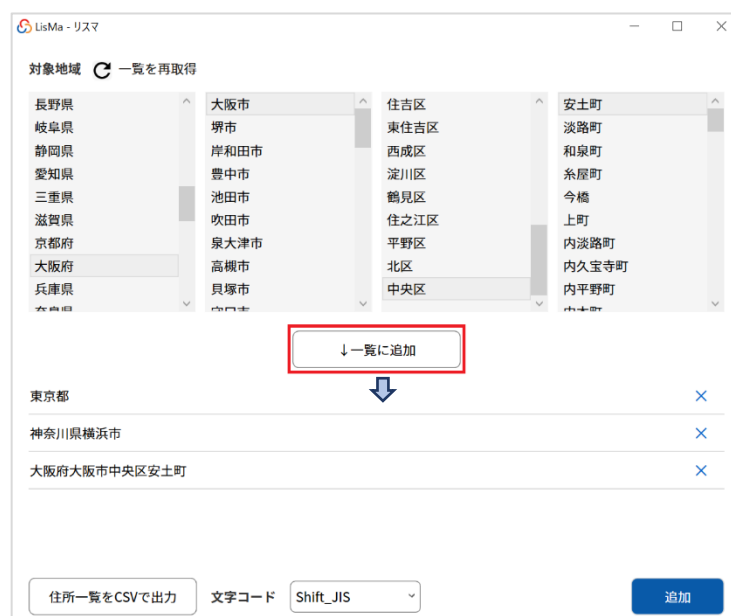 LisMa - リスマ
対象地域 一覧を再取得
長野県 大阪市 住吉区 安土町
岐阜県 堺市 東住吉区 淡路町
静岡県 岸和田市 西成区 和泉町
愛知県 豊中市 淀川区 糸屋町
三重県 池田市 鶴見区 今橋
滋賀県 吹田市 住之江区 上町
京都府 泉大津市 平野区 内淡路町
大阪府 高槻市 北区 内久宝寺町
兵庫県 貝塚市 中央区 内平野町
↓一覧に追加
東京都
神奈川県横浜市
大阪府大阪市中央区安土町
住所一覧をCSVで出力 文字コード Shift_JIS 追加